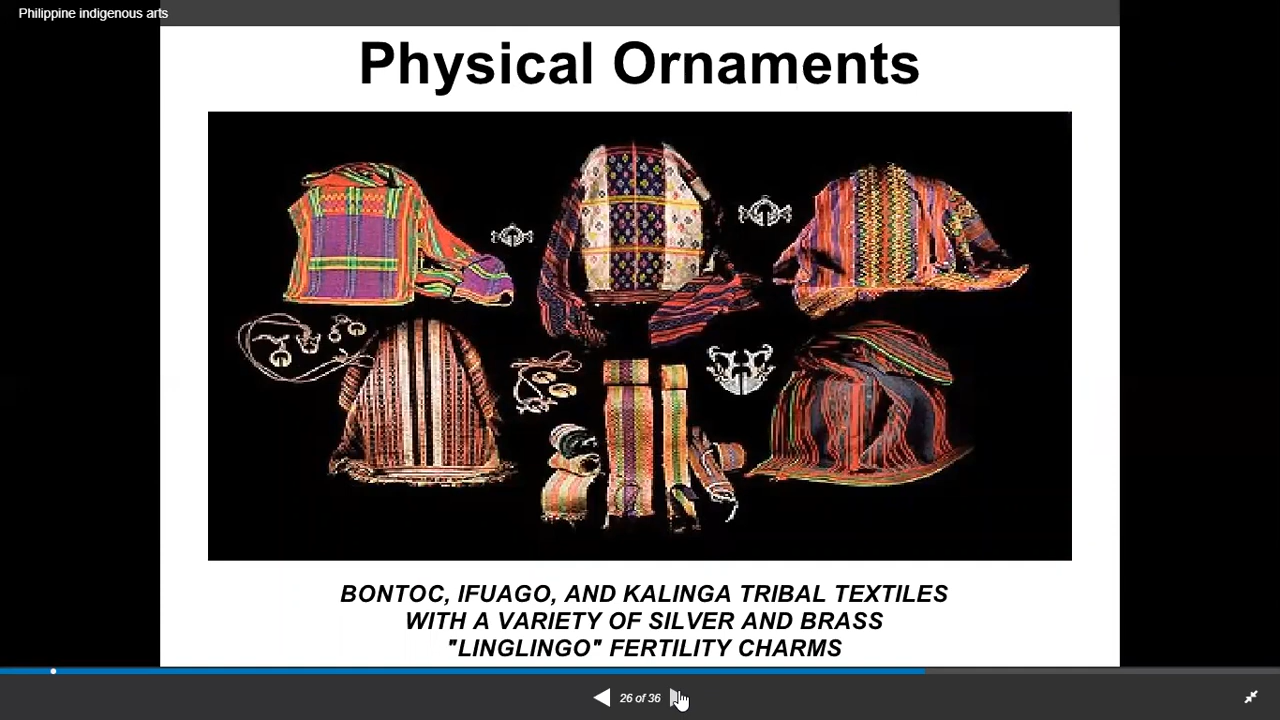 Philippine indigenous arts
Physical Ornaments
BONTOC, IFUAGO, AND KALINGA TRIBAL TEXTILES
WITH A VARIETY OF SILVER AND BRASS
"LINGLINGO" FERTILITY CHARMS
26 of 36